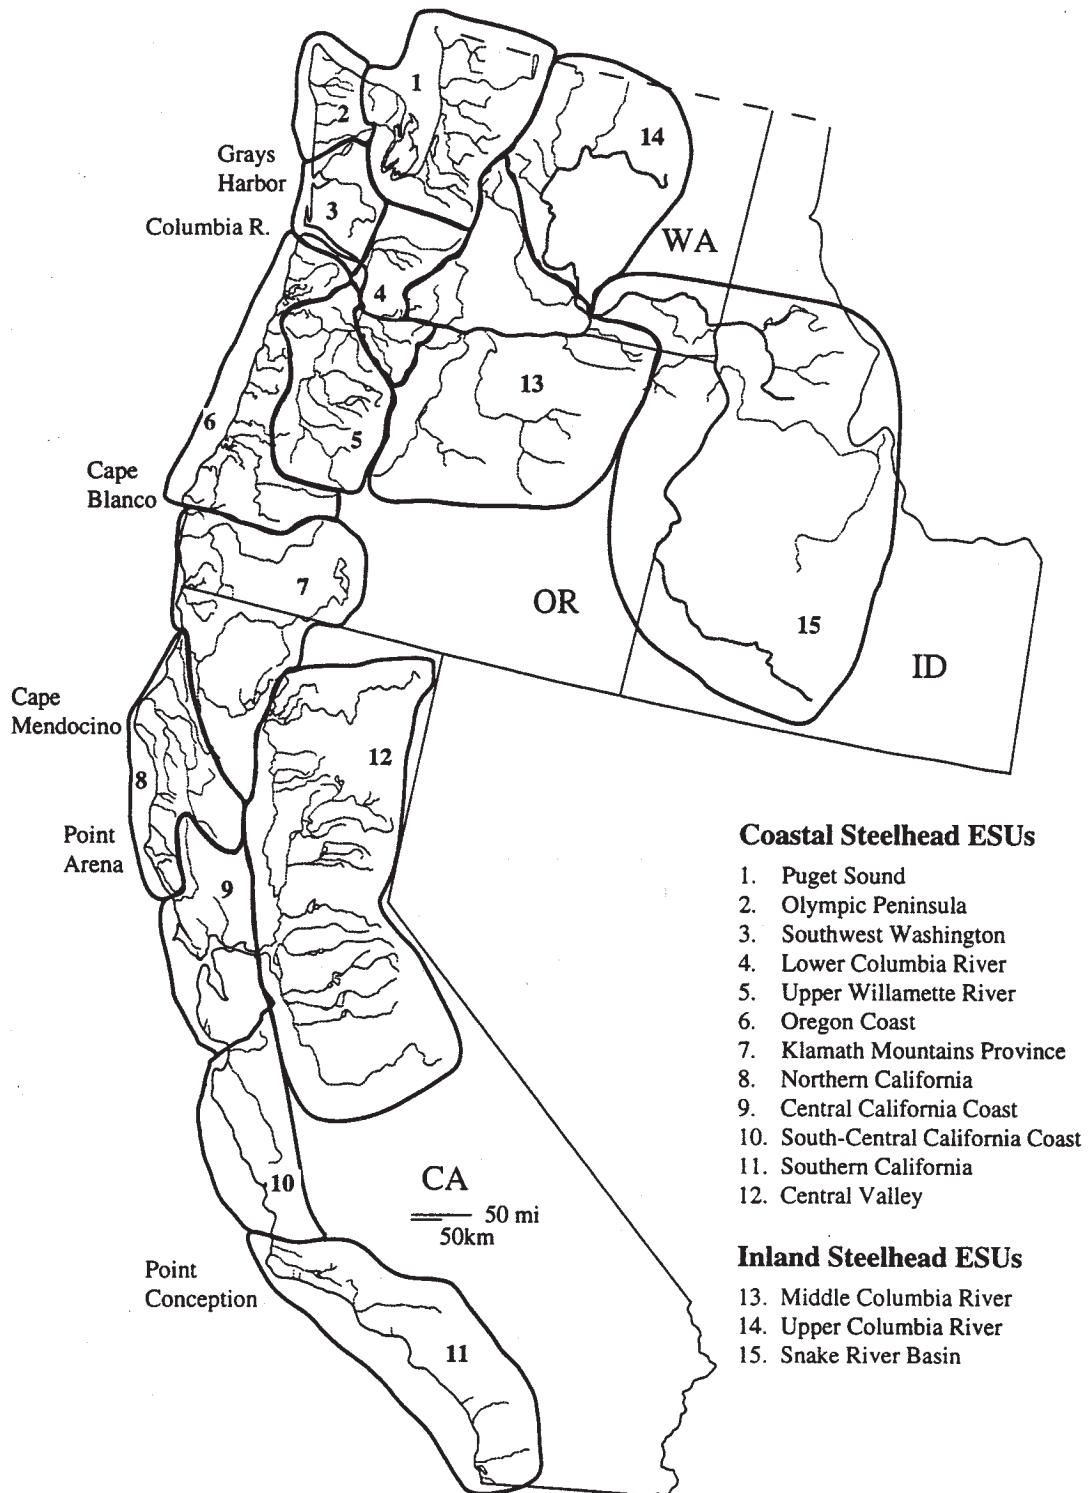 1
2
14
Grays
Harbor
3
Columbia R.
WA
4
13
6
5
Cape
Blanco
7
OR
15
ID
Cape
Mendocino
12
8
Point
Arena
9
10
CA
50 mi
50km
Point
Conception
11
Coastal Steelhead ESUs
1. Puget Sound
2. Olympic Peninsula
3. Southwest Washington
4. Lower Columbia River
5. Upper Willamette River
6. Oregon Coast
7. Klamath Mountains Province
8. Northern California
9. Central California Coast
10. South-Central California Coast
11. Southern California
12. Central Valley
Inland Steelhead ESUs
13. Middle Columbia River
14. Upper Columbia River
15. Snake River Basin